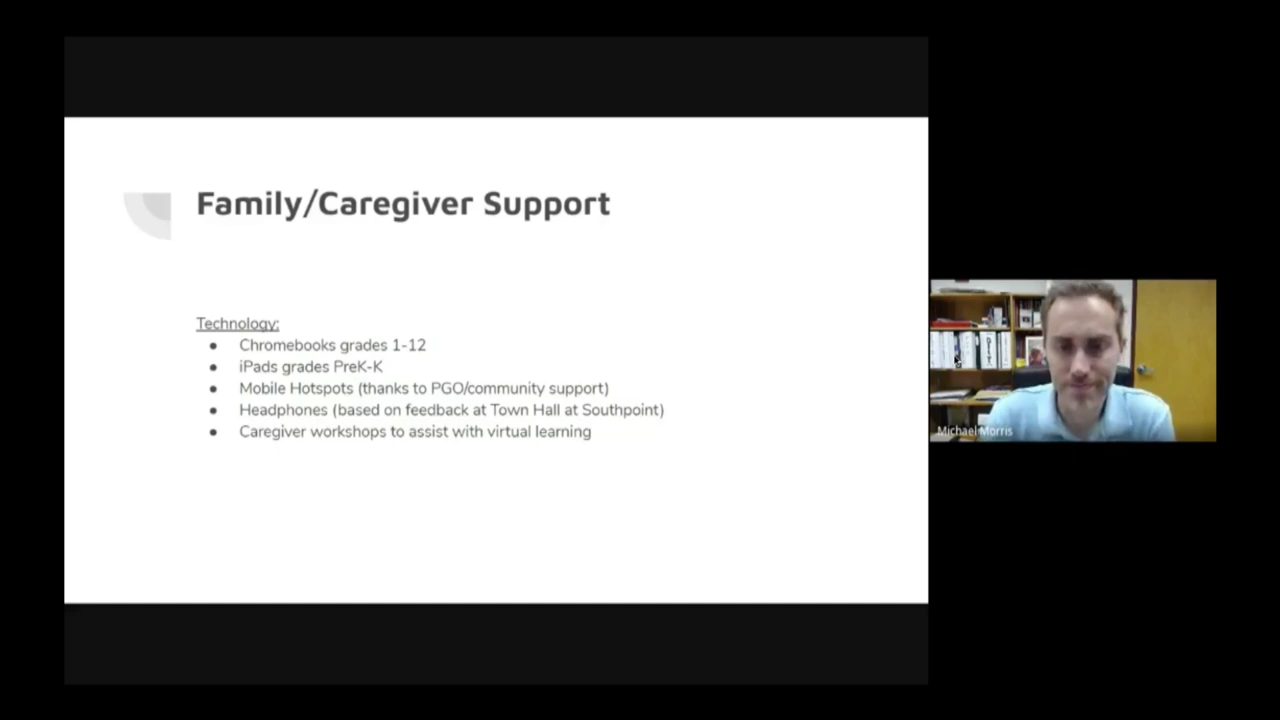 Family/Caregiver Support
Technology:
● Chromebooks grades 1-12
● iPads grades PreK-K
● Mobile Hotspots (thanks to PGO/community support)
● Headphones (based on feedback at Town Hall at Southpoint)
● Caregiver workshops to assist with virtual learning
Michael Morris